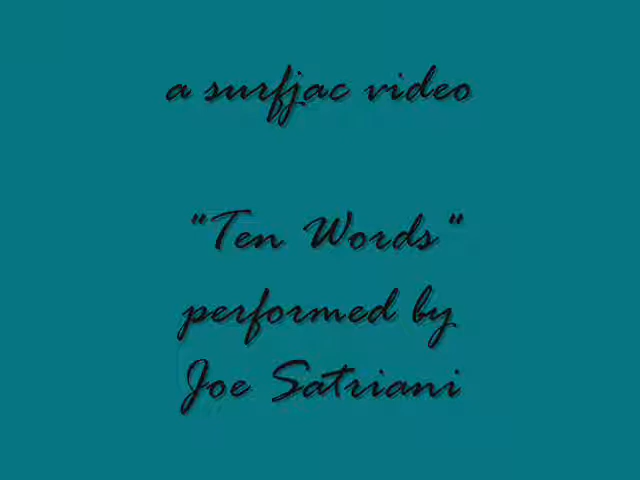 a surfjac video
"Ten Words"
performed by
Joe Satriani